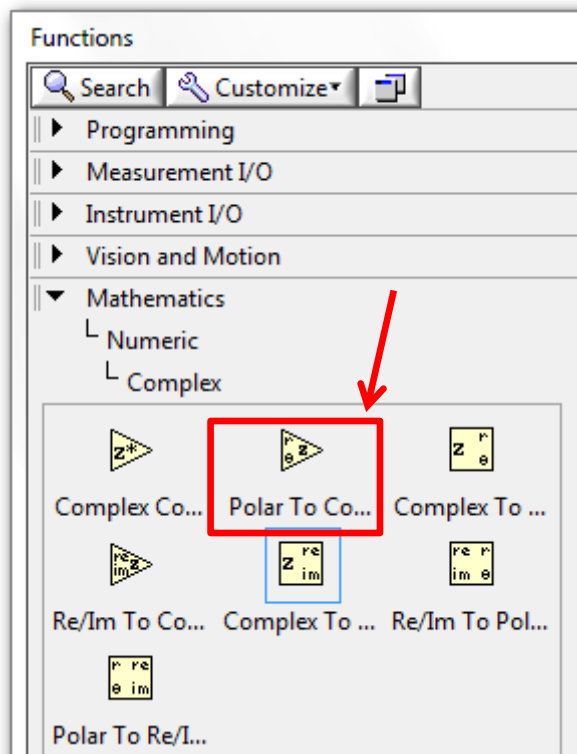 Functions
Search Customize
Programming
Measurement I/O
Instrument I/O
Vision and Motion
Mathematics
Numeric
Complex
z* r θ z z r θ
Complex Co... Polar To Co... Complex To ...
re im z z re im re im r θ
Re/Im To Co... Complex To ... Re/Im To Pol...
r θ re im
Polar To Re/I...